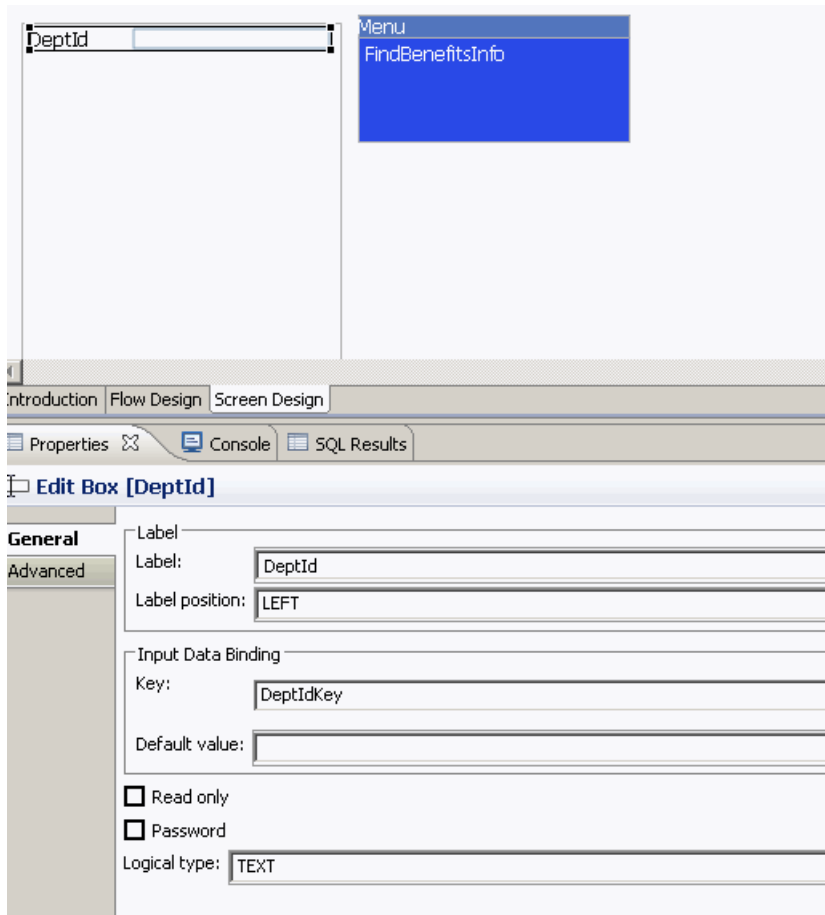 DeptId
Menu
FindBenefitsInfo
Introduction Flow Design Screen Design
Properties Console SQL Results
Edit Box [DeptId]
General
Advanced
Label
Label: DeptId
Label position: LEFT
Input Data Binding
Key: DeptIdKey
Default value:
Read only
Password
Logical type: TEXT